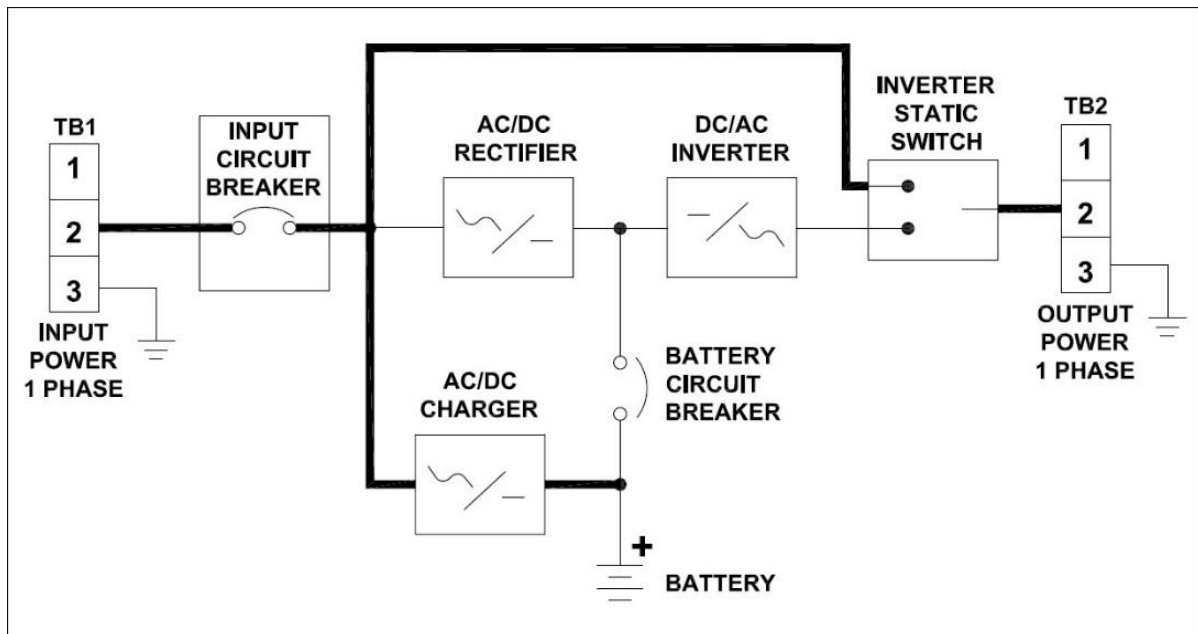 TB1
1
2
3
INPUT
POWER
1 PHASE
INPUT
CIRCUIT
BREAKER
AC/DC
RECTIFIER
DC/AC
INVERTER
INVERTER
STATIC
SWITCH
TB2
1
2
3
OUTPUT
POWER
1 PHASE
AC/DC
CHARGER
BATTERY
CIRCUIT
BREAKER
+
BATTERY